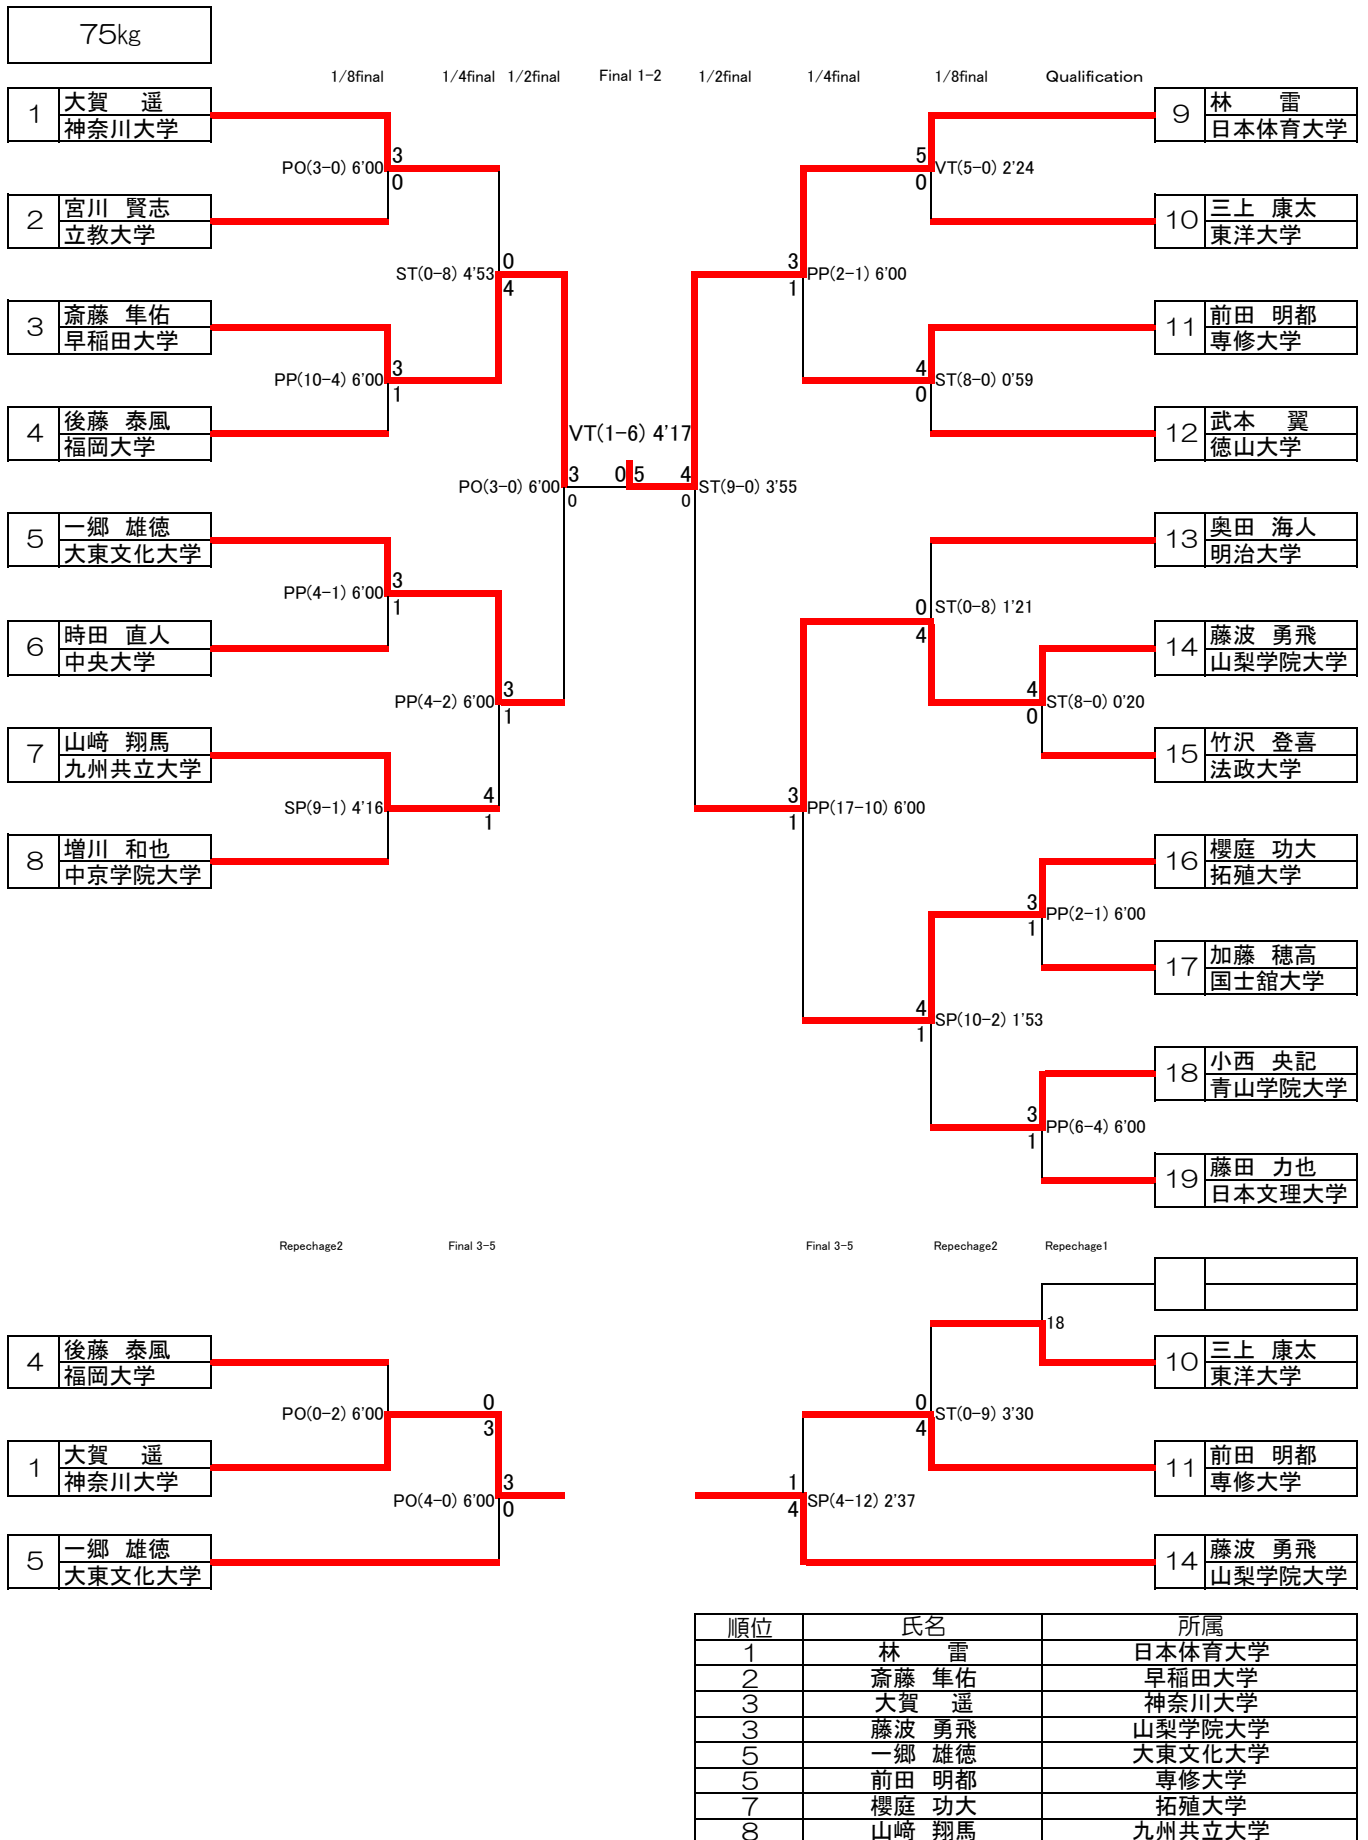 75kg
1/8final 1/4final 1/2final Final 1-2 1/2final 1/4final 1/8final Qualification
1 大賀 遥
神奈川大学
9 林 雷
日本体育大学
PO(3-0) 6'00 3
0
5 VT(5-0) 2'24
0
2 宮川 賢志
立教大学
10 三上 康太
東洋大学
ST(0-8) 4'53 0
4
3 PP(2-1) 6'00
1
3 斎藤 隼佑
早稲田大学
11 前田 明都
専修大学
PP(10-4) 6'00 3
1
4 ST(8-0) 0'59
0
4 後藤 泰風
福岡大学
12 武本 翼
徳山大学
VT(1-6) 4'17
PO(3-0) 6'00 3
0
0 5
4 ST(9-0) 3'55
0
5 一郷 雄徳
大東文化大学
13 奥田 海人
明治大学
PP(4-1) 6'00 3
1
0 ST(0-8) 1'21
4
6 時田 直人
中央大学
14 藤波 勇飛
山梨学院大学
PP(4-2) 6'00 3
1
4 ST(8-0) 0'20
0
7 山﨑 翔馬
九州共立大学
15 竹沢 登喜
法政大学
SP(9-1) 4'16 4
1
3 PP(17-10) 6'00
1
8 増川 和也
中京学院大学
16 櫻庭 功大
拓殖大学
3 PP(2-1) 6'00
1
17 加藤 穂高
国士舘大学
4 SP(10-2) 1'53
1
18 小西 央記
青山学院大学
3 PP(6-4) 6'00
1
19 藤田 力也
日本文理大学
Repechage2 Final 3-5 Final 3-5 Repechage2 Repechage1
18
4 後藤 泰風
福岡大学
10 三上 康太
東洋大学
PO(0-2) 6'00 0
3
0 ST(0-9) 3'30
4
1 大賀 遥
神奈川大学
11 前田 明都
専修大学
PO(4-0) 6'00 3
0
1 SP(4-12) 2'37
4
5 一郷 雄徳
大東文化大学
14 藤波 勇飛
山梨学院大学
順位 氏名 所属
1 林 雷 日本体育大学
2 斎藤 隼佑 早稲田大学
3 大賀 遥 神奈川大学
3 藤波 勇飛 山梨学院大学
5 一郷 雄徳 大東文化大学
5 前田 明都 専修大学
7 櫻庭 功大 拓殖大学
8 山﨑 翔馬 九州共立大学